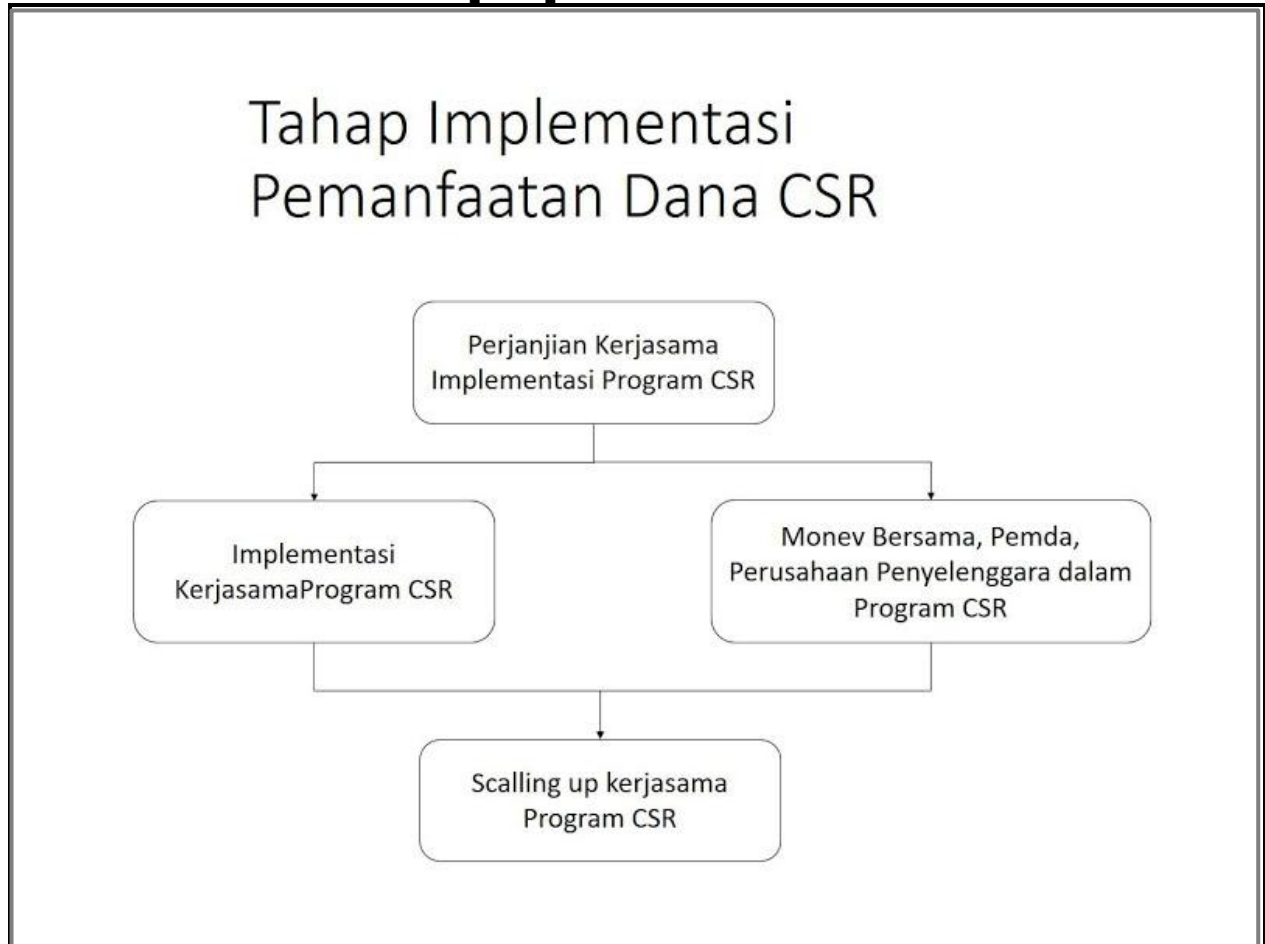 Tahap Implementasi
Pemanfaatan Dana CSR
Perjanjian Kerjasama
Implementasi Program CSR
Implementasi
KerjasamaProgram CSR
Monev Bersama, Pemda,
Perusahaan Penyelenggara dalam
Program CSR
Scalling up kerjasama
Program CSR